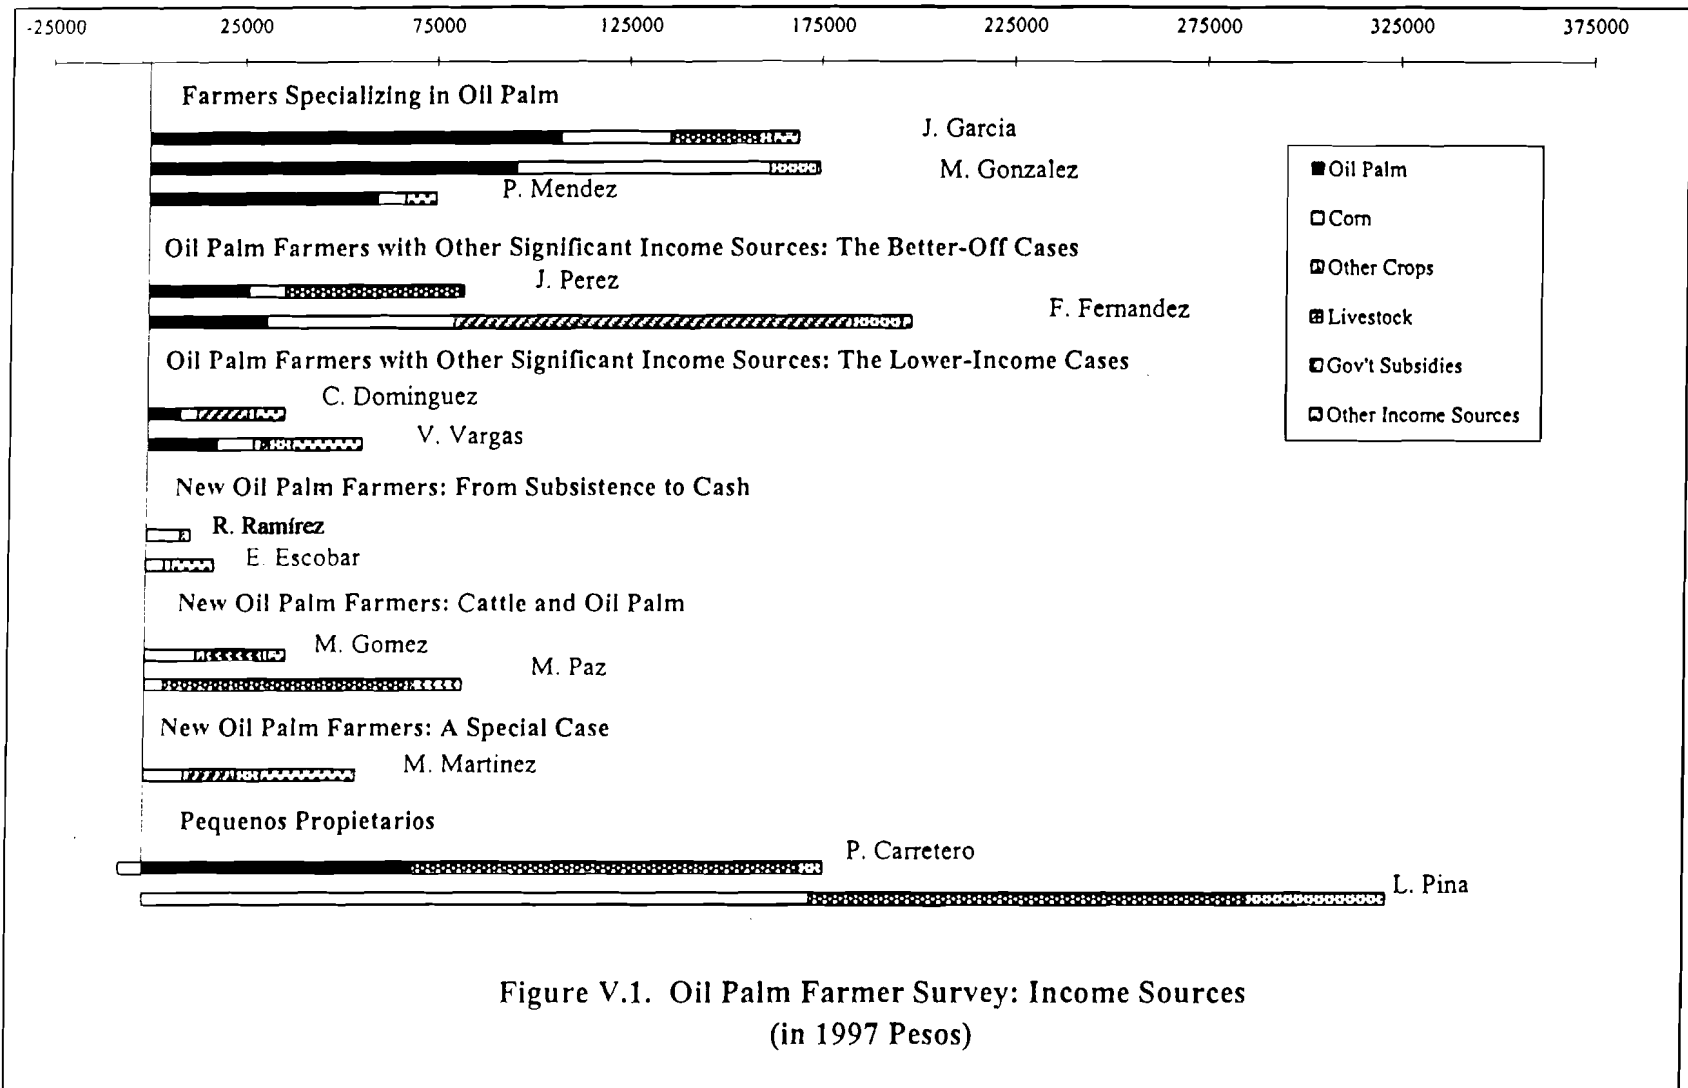 -25000 25000 75000 125000 175000 225000 275000 325000 375000
Farmers Specializing in Oil Palm
J. Garcia
M. Gonzalez
P. Mendez
Oil Palm Farmers with Other Significant Income Sources: The Better-Off Cases
J. Perez
F. Fernandez
Oil Palm Farmers with Other Significant Income Sources: The Lower-Income Cases
C. Dominguez
V. Vargas
New Oil Palm Farmers: From Subsistence to Cash
R. Ramírez
E. Escobar
New Oil Palm Farmers: Cattle and Oil Palm
M. Gomez
M. Paz
New Oil Palm Farmers: A Special Case
M. Martinez
Pequenos Propietarios
P. Carretero
L. Pina
Oil Palm
Corn
Other Crops
Livestock
Gov't Subsidies
Other Income Sources
Figure V.1. Oil Palm Farmer Survey: Income Sources
(in 1997 Pesos)